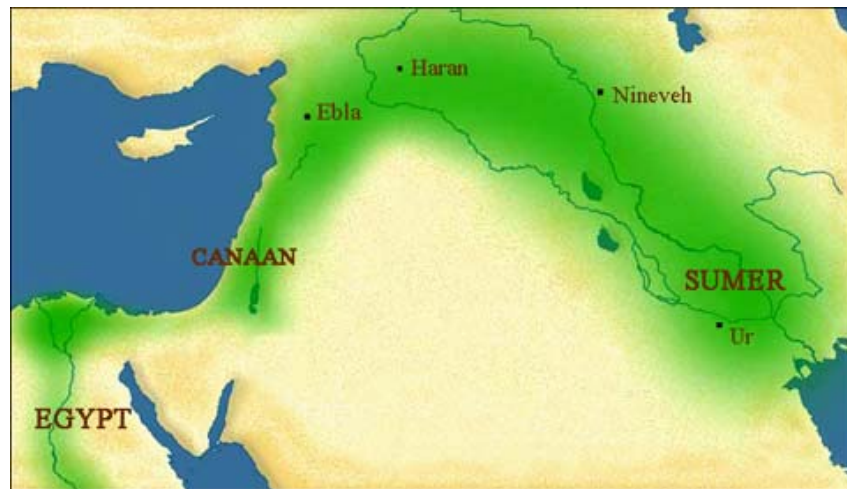 Haran
Nineveh
Ebla
CANAAN
SUMER
Ur
EGYPT